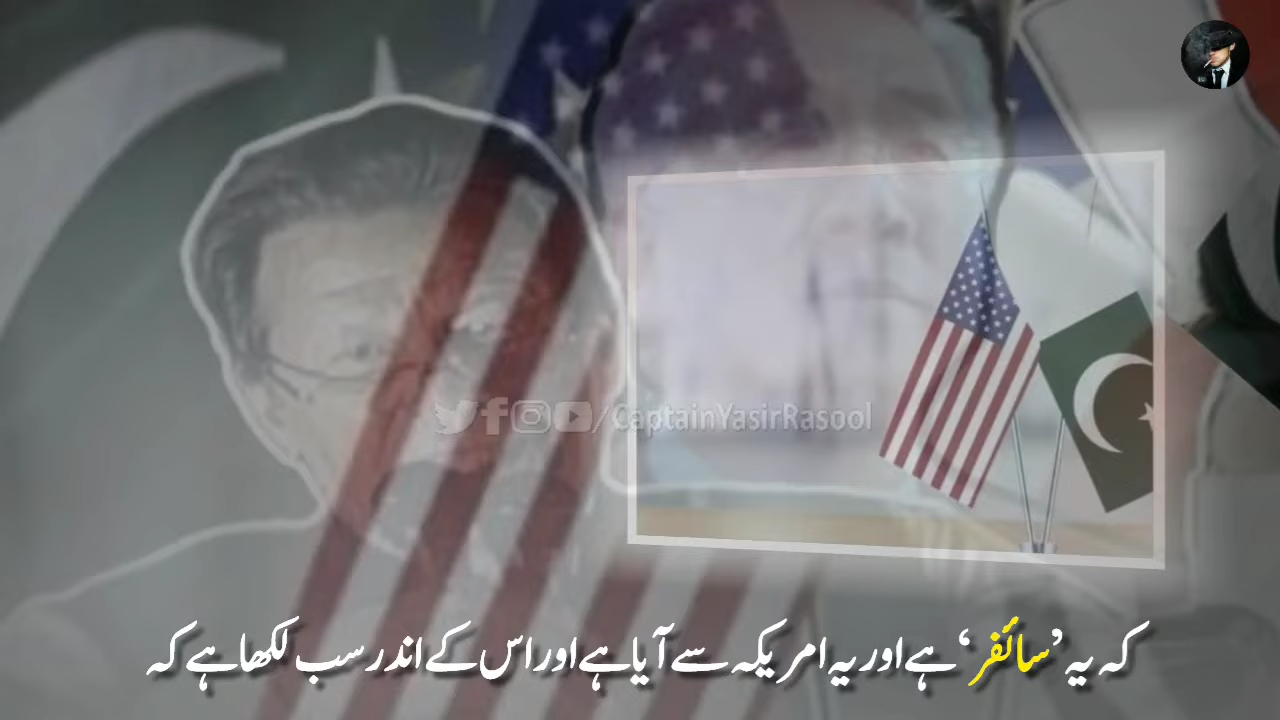 /CaptainYasirRasool
کہ یہ ’سائفر‘ ہے اور یہ امریکہ سے آیا ہے اور اس کے اندر سب لکھا ہے کہ